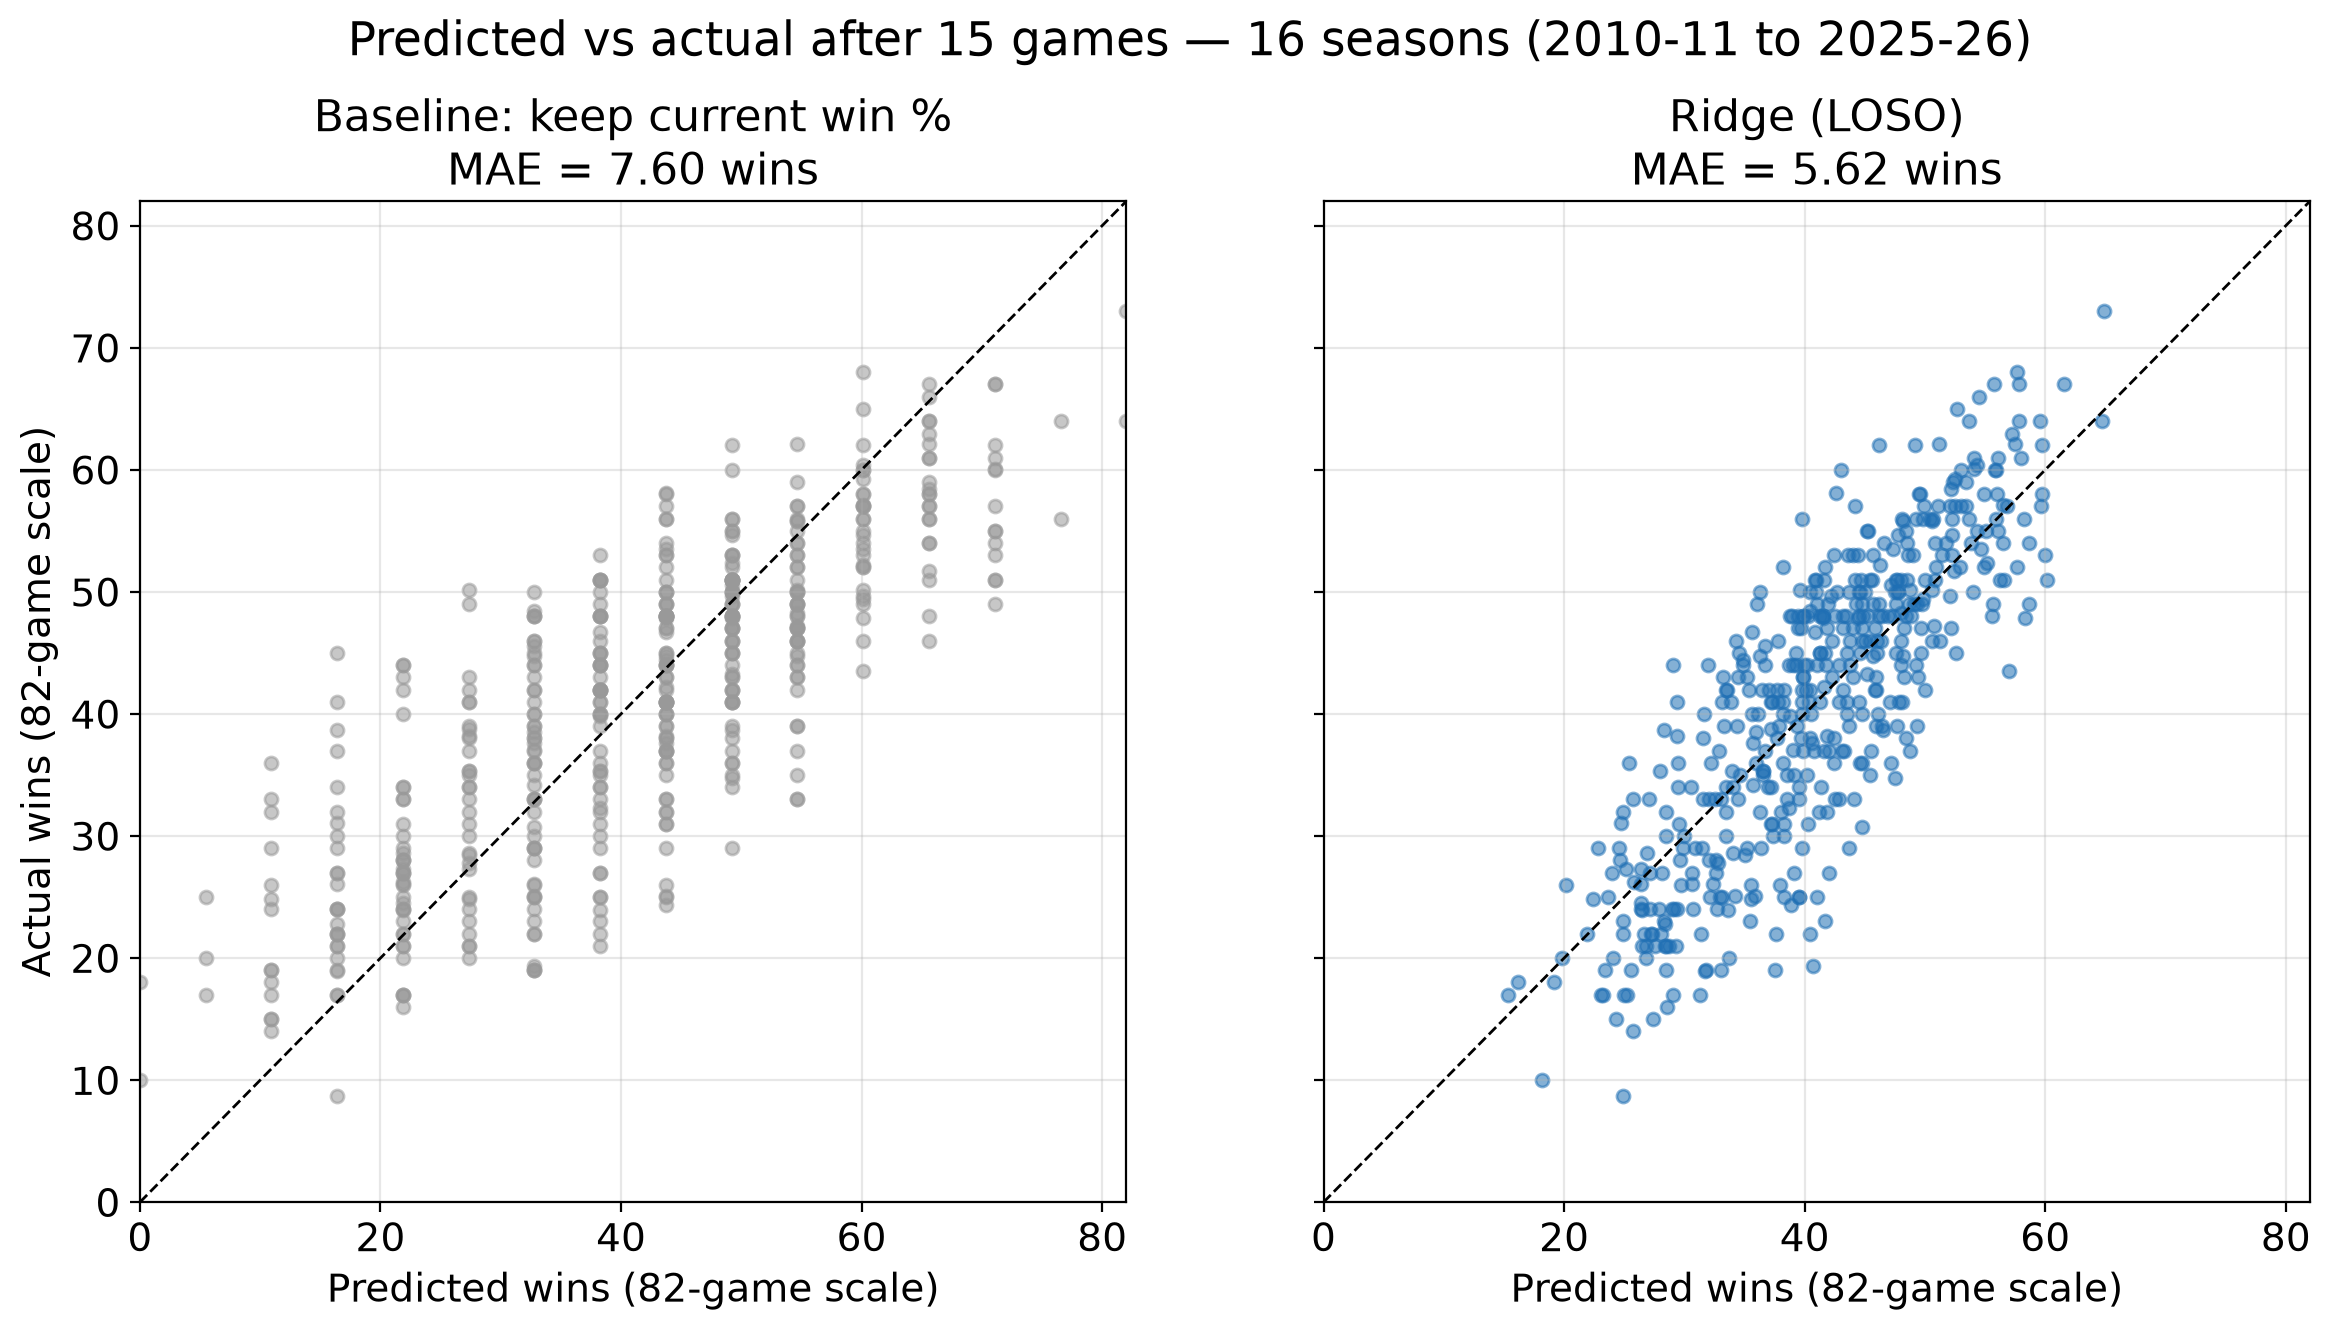 Predicted vs actual after 15 games — 16 seasons (2010-11 to 2025-26)
Baseline: keep current win %
MAE = 7.60 wins
Ridge (LOSO)
MAE = 5.62 wins
Actual wins (82-game scale)
80
70
60
50
40
30
20
10
0
0 20 40 60 80
0 20 40 60 80
Predicted wins (82-game scale)
Predicted wins (82-game scale)